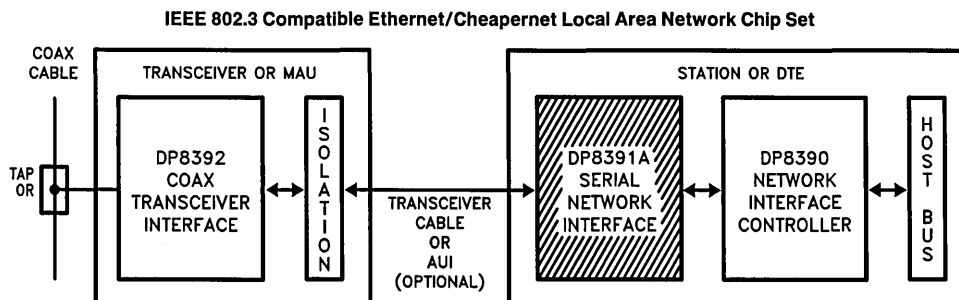 IEEE 802.3 Compatible Ethernet/Cheapernet Local Area Network Chip Set
COAX
CABLE
TAP
OR
TRANSCEIVER OR MAU
DP8392
COAX
TRANSCEIVER
INTERFACE
ISOLATION
TRANSCEIVER
CABLE
OR
AUI
(OPTIONAL)
STATION OR DTE
DP8391A
SERIAL
NETWORK
INTERFACE
DP8390
NETWORK
INTERFACE
CONTROLLER
HOST BUS